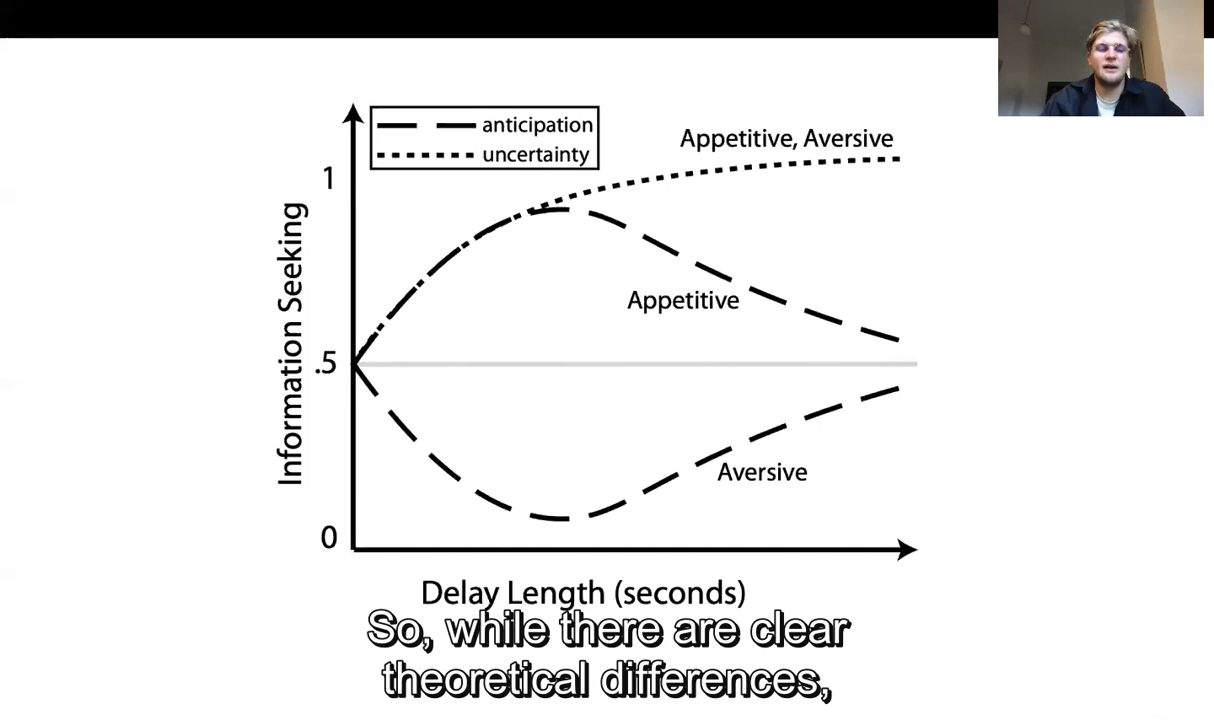 anticipation
uncertainty
Appetitive, Aversive
1
Information Seeking
Appetitive
.5
Aversive
0
Delay Length (seconds)
So, while there are clear
theoretical differences,